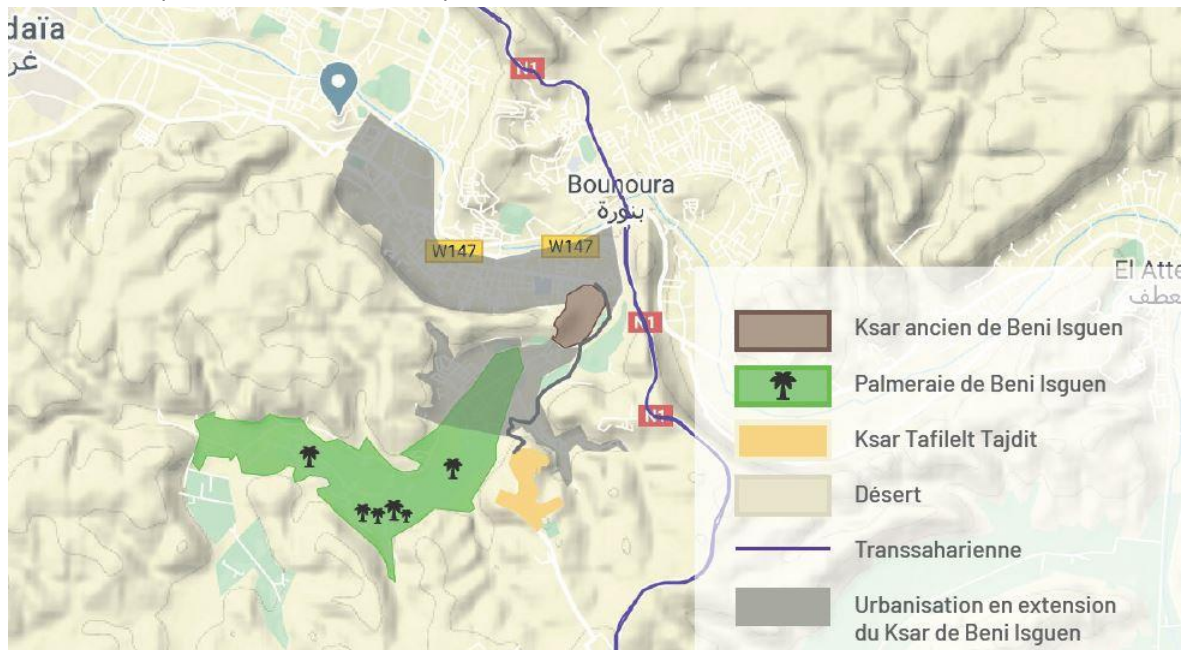 daïa
غر
N1
Bounoura
بنورة
W147
W147
El Atte
لعطف
N1
N1
Ksar ancien de Beni Isguen
Palmeraie de Beni Isguen
Ksar Tafilelt Tajdit
Désert
Transsaharienne
Urbanisation en extension
du Ksar de Beni Isguen